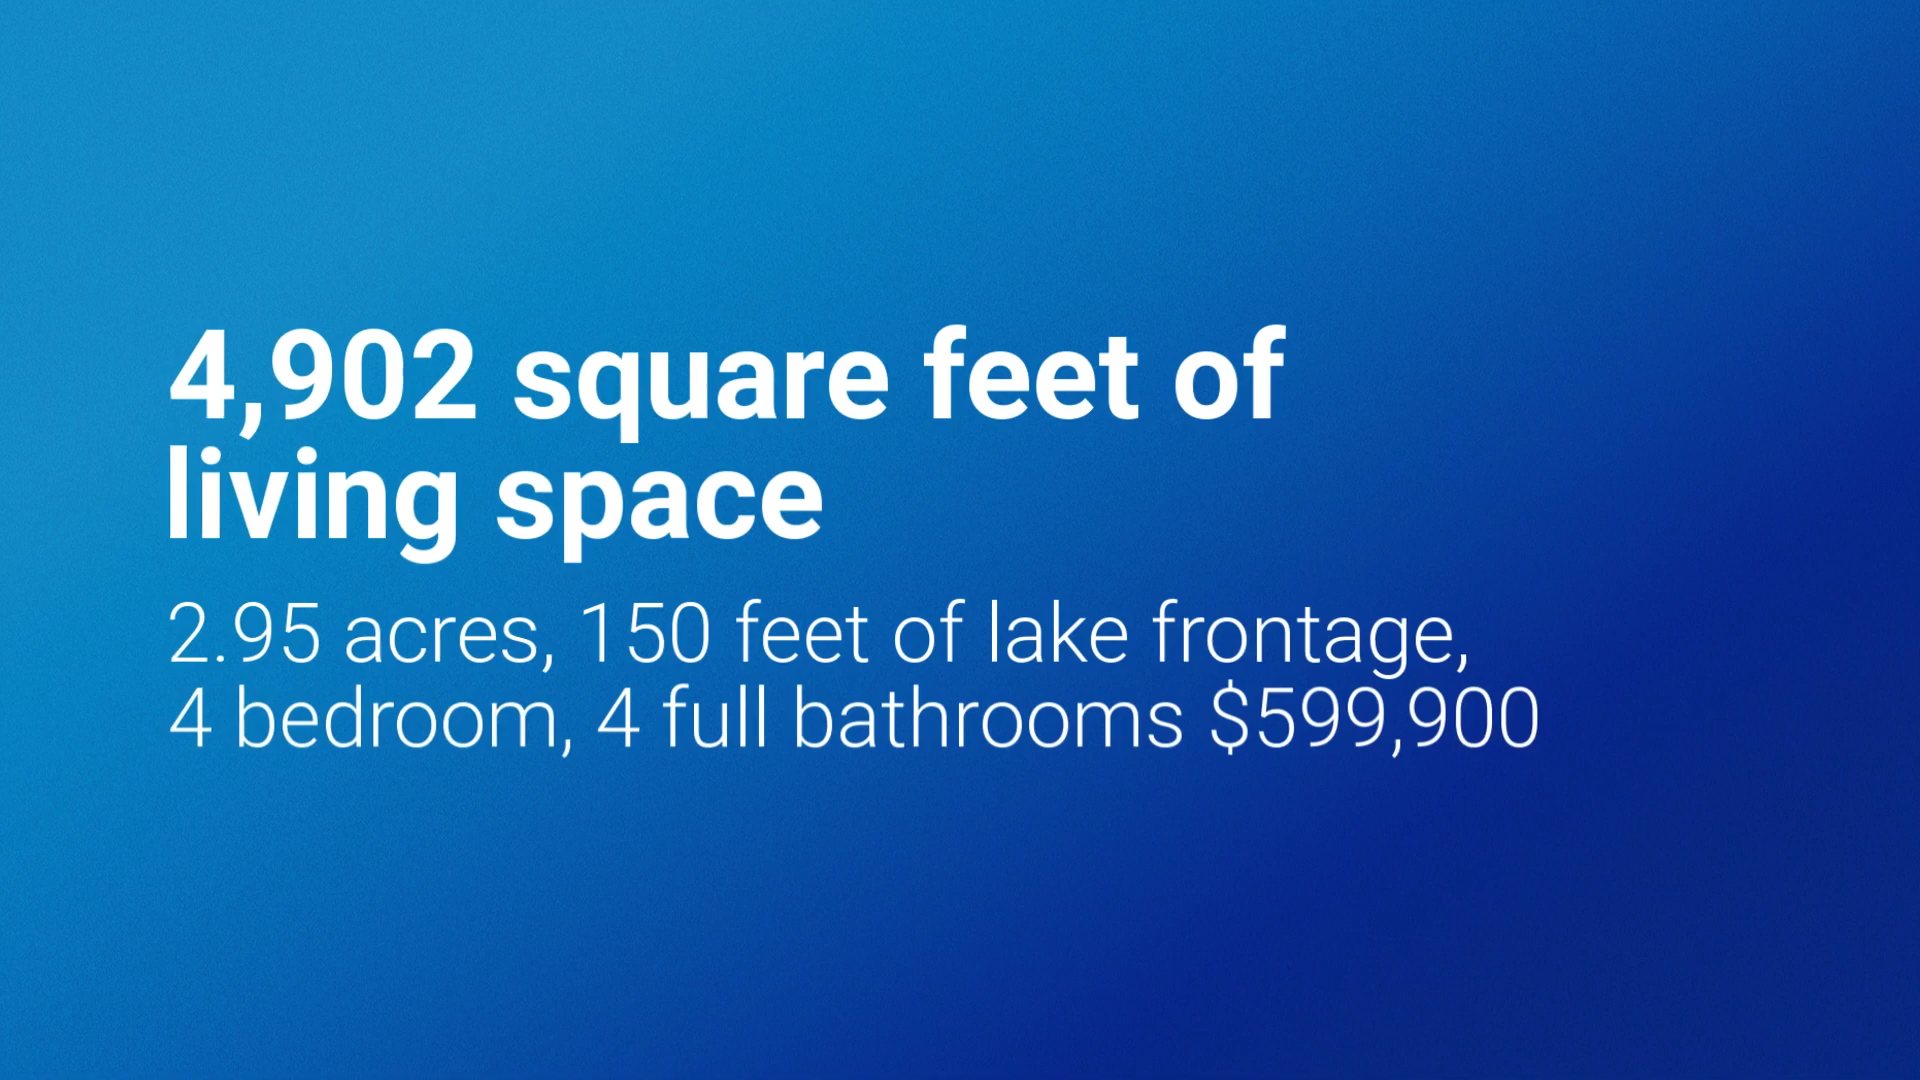 4,902 square feet of
living space
2.95 acres, 150 feet of lake frontage,
4 bedroom, 4 full bathrooms $599,900